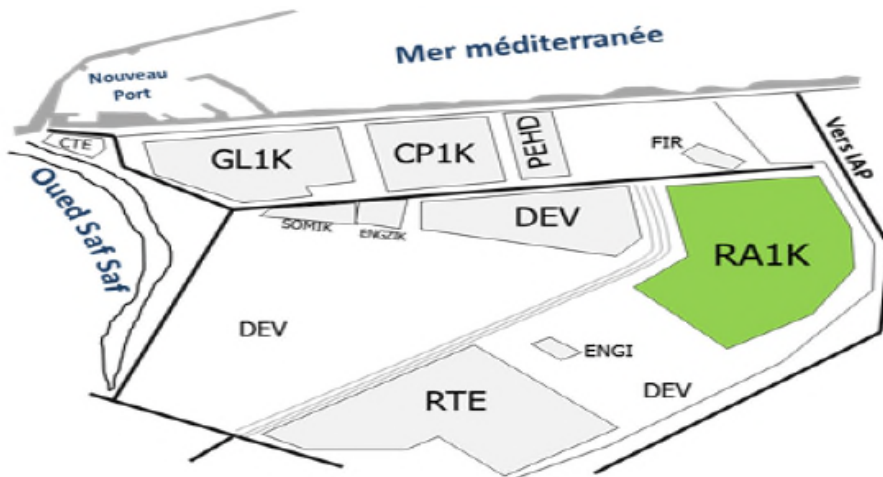 Mer méditerranée
Nouveau
Port
CTE
GL1K
CP1K
PEHD
FIR
Vers IAP
Oued Saf Saf
SOMIK
ENGZIK
DEV
RA1K
DEV
ENGI
DEV
RTE